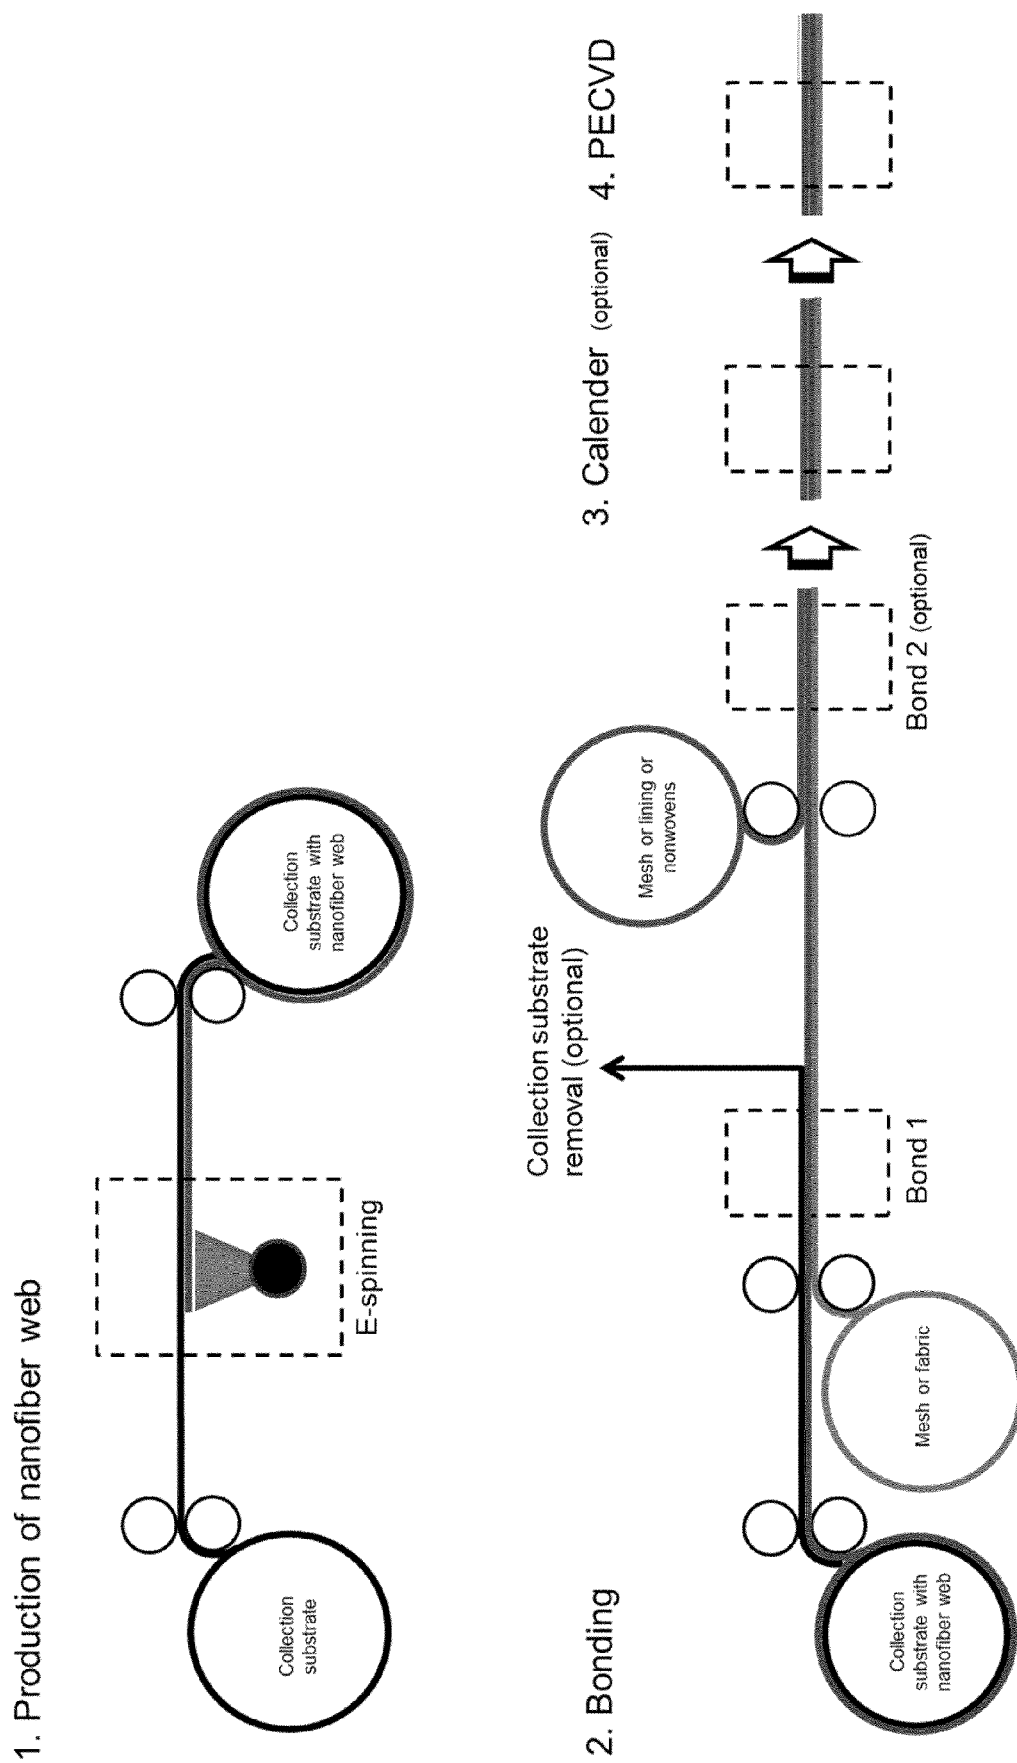 1. Production of nanofiber web
Collection
substrate
E-spinning
Collection
substrate with
nanofiber web
2. Bonding
Collection
substrate with
nanofiber web
Mesh or fabric
Bond 1
Collection substrate
removal (optional)
Mesh or lining or
nonwovens
Bond 2 (optional)
3. Calender (optional)
4. PECVD